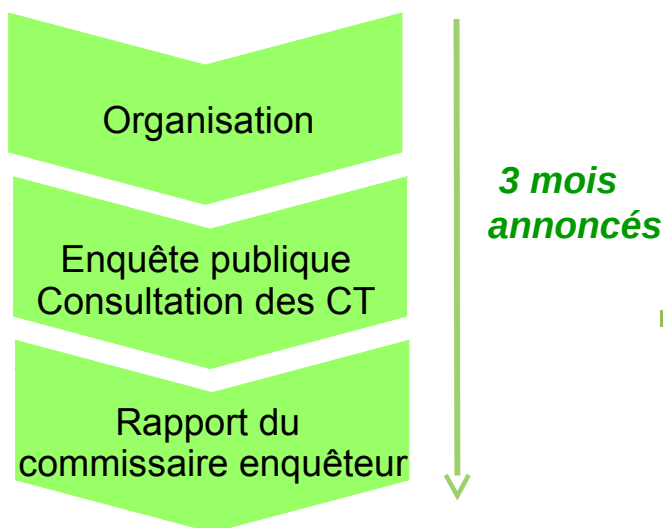 Organisation
3 mois
annoncés
Enquête publique
Consultation des CT
Rapport du
commissaire enquêteur